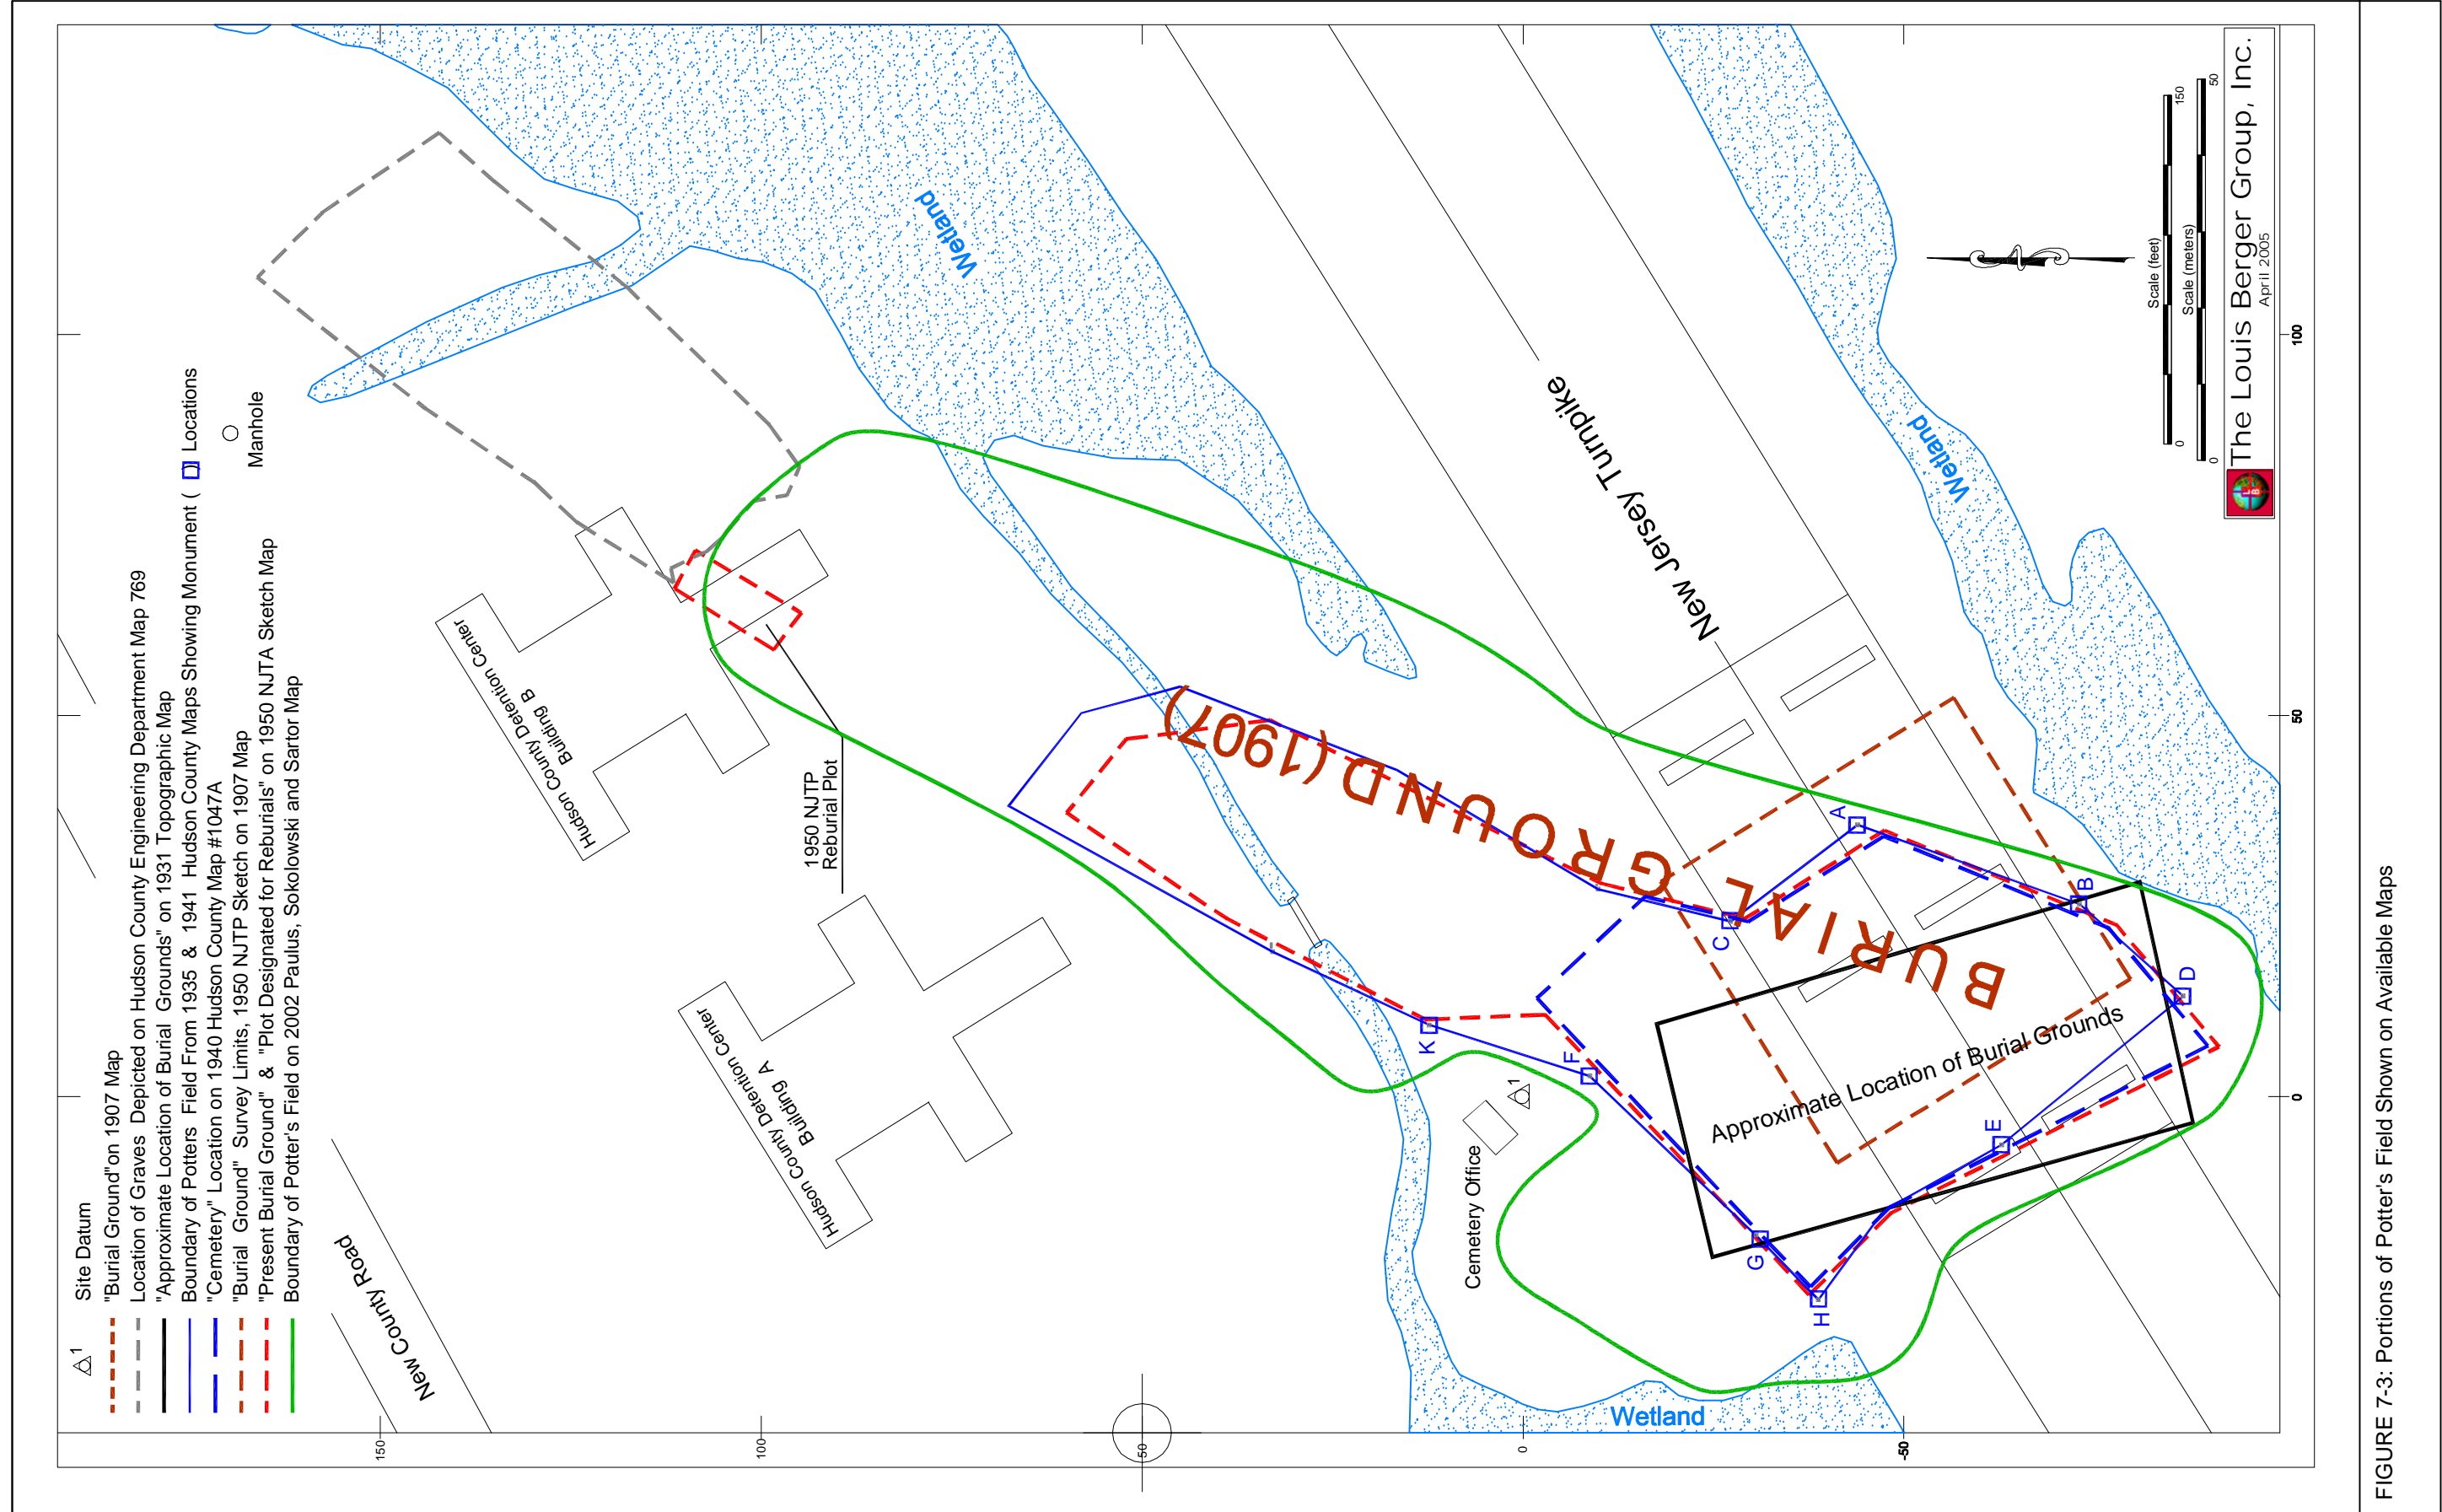 1
Site Datum
"Burial Ground"on 1907 Map
Location of Graves Depicted on Hudson County Engineering Department Map 769
"Approximate Location of Burial Grounds" on 1931 Topographic Map
Boundary of Potters Field From 1935 & 1941 Hudson County Maps Showing Monument ( ) Locations
"Cemetery" Location on 1940 Hudson County Map #1047A
"Burial Ground" Survey Limits, 1950 NJTP Sketch on 1907 Map
"Present Burial Ground" & "Plot Designated for Reburials" on 1950 NJTA Sketch Map
Boundary of Potter's Field on 2002 Paulus, Sokolowski and Sartor Map
Manhole
New County Road
Hudson County Detention Center
Building B
Hudson County Detention Center
Building A
1950 NJTP
Reburial Plot
Wetland
Cemetery Office
1
BURIAL GROUND (1907)
New Jersey Turnpike
Approximate Location of Burial Grounds
A
B
C
D
E
F
G
H
K
Wetland
Wetland
150
100
50
0
-50
0
50
100
Scale (feet)
0
150
Scale (meters)
0
50
LB
The Louis Berger Group, Inc.
April 2005
FIGURE 7-3: Portions of Potter's Field Shown on Available Maps